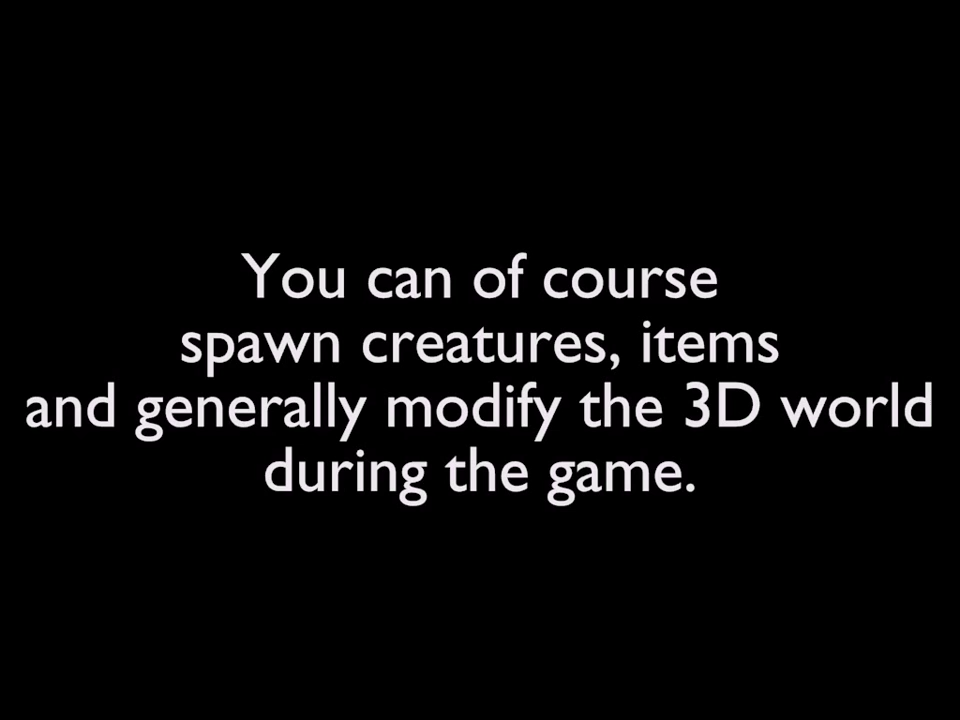 You can of course
spawn creatures, items
and generally modify the 3D world
during the game.